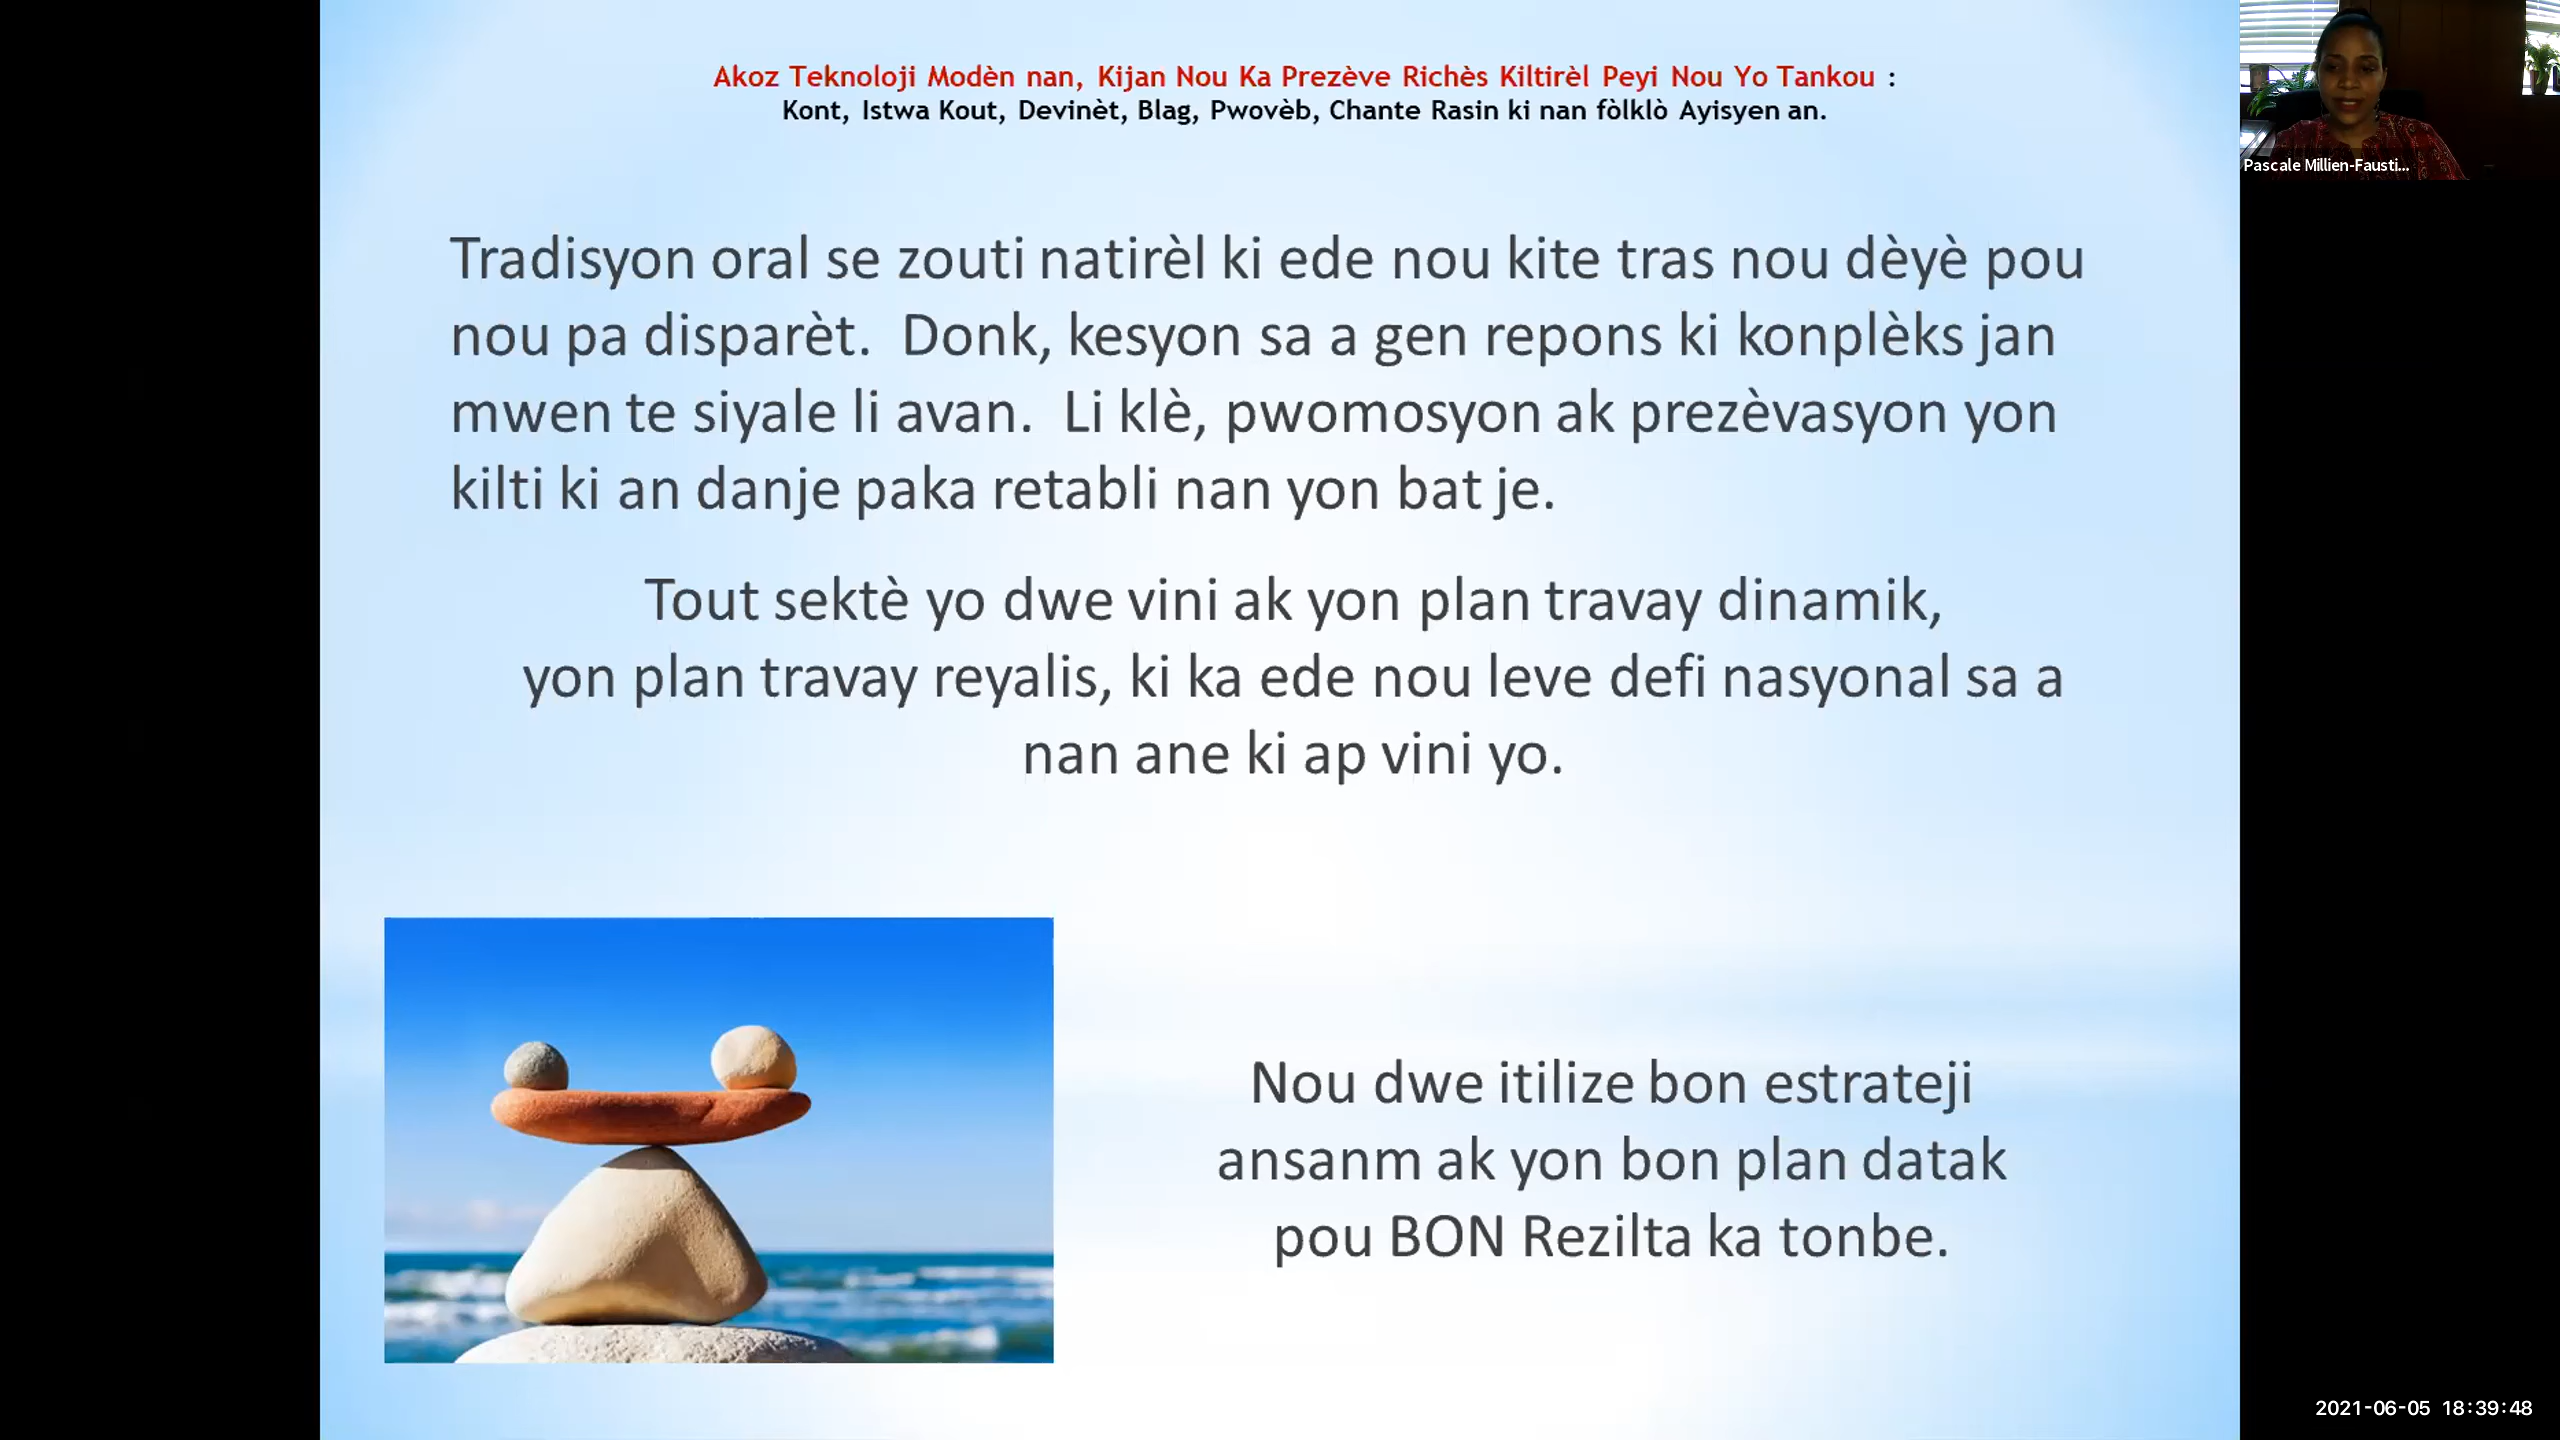 Akoz Teknoloji Modèn nan, Kijan Nou Ka Prezève Richès Kiltirèl Peyi Nou Yo Tankou :
Kont, Istwa Kout, Devinèt, Blag, Pwovèb, Chante Rasin ki nan fòlklò Ayisyen an.
Pascale Millien-Fausti...
Tradisyon oral se zouti natirèl ki ede nou kite tras nou dèyè pou
nou pa disparèt. Donk, kesyon sa a gen repons ki konplèks jan
mwen te siyale li avan. Li klè, pwomosyon ak prezèvasyon yon
kilti ki an danje paka retabli nan yon bat je.
Tout sektè yo dwe vini ak yon plan travay dinamik,
yon plan travay reyalis, ki ka ede nou leve defi nasyonal sa a
nan ane ki ap vini yo.
Nou dwe itilize bon estrateji
ansanm ak yon bon plan datak
pou BON Rezilta ka tonbe.
2021-06-05 18:39:48